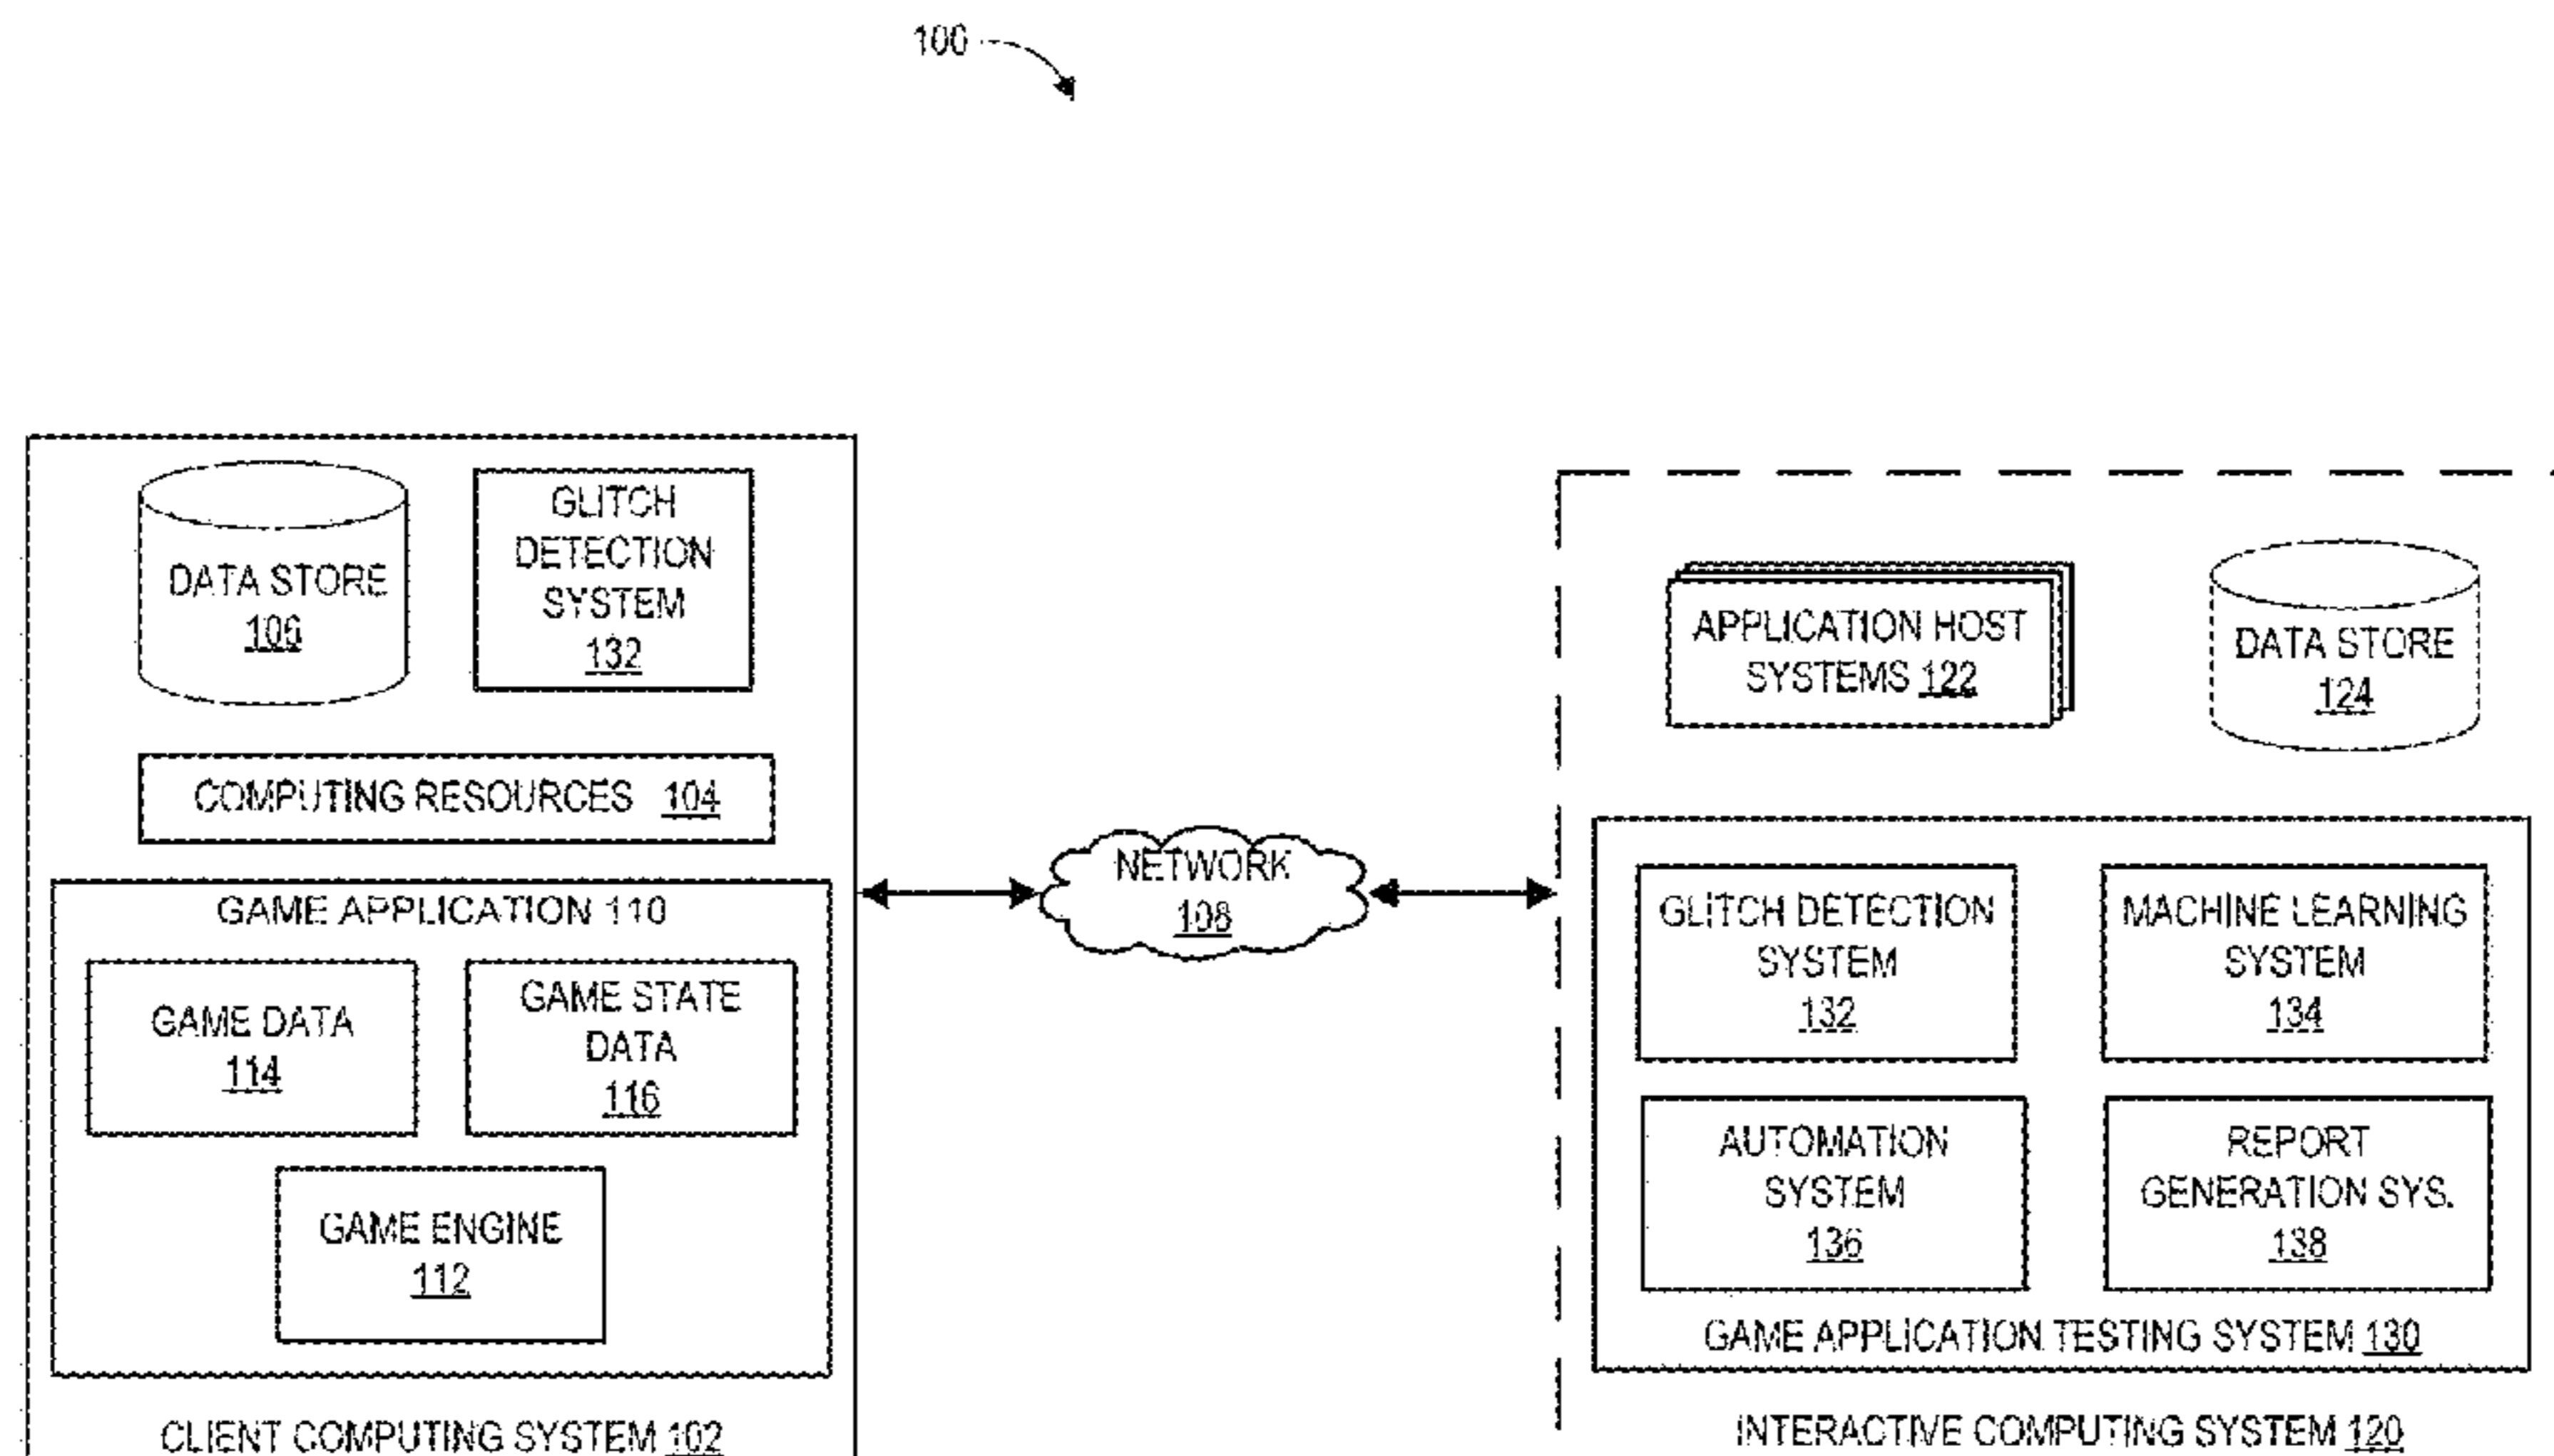 100
DATA STORE
106
GLITCH
DETECTION
SYSTEM
132
COMPUTING RESOURCES 104
GAME APPLICATION 110
GAME DATA
114
GAME STATE
DATA
116
GAME ENGINE
112
CLIENT COMPUTING SYSTEM 102
NETWORK
108
APPLICATION HOST
SYSTEMS 122
DATA STORE
124
GLITCH DETECTION
SYSTEM
132
MACHINE LEARNING
SYSTEM
134
AUTOMATION
SYSTEM
136
REPORT
GENERATION SYS.
138
GAME APPLICATION TESTING SYSTEM 130
INTERACTIVE COMPUTING SYSTEM 120